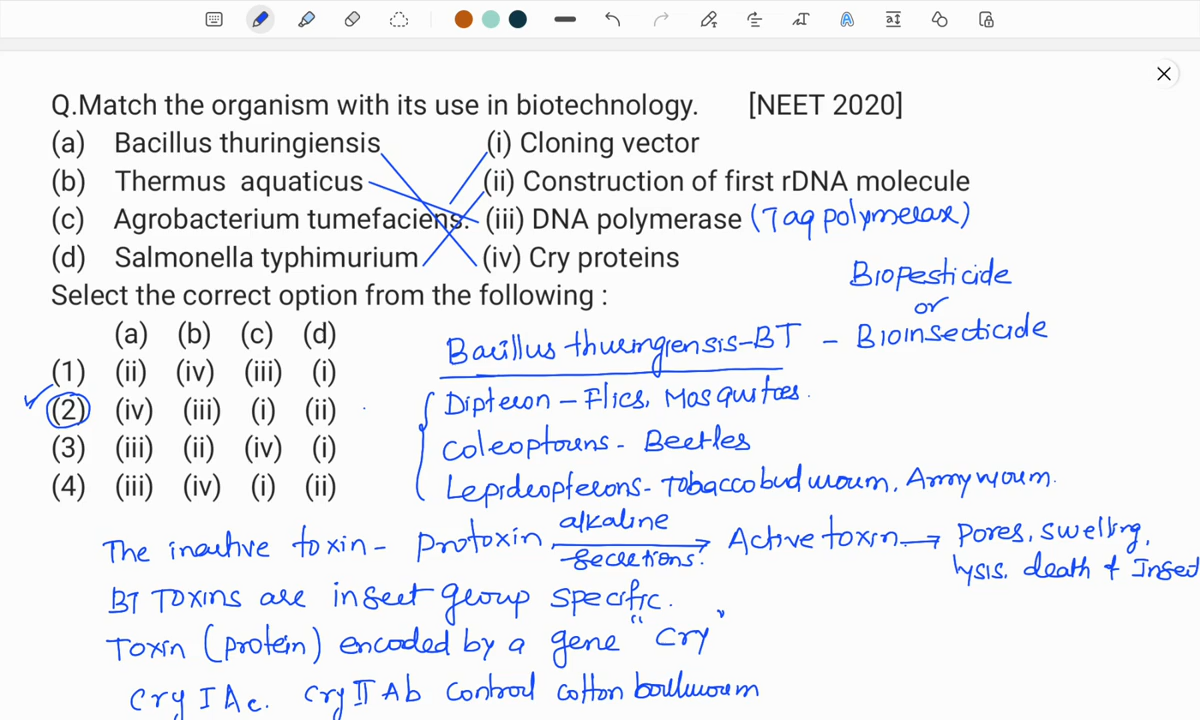 Q.Match the organism with its use in biotechnology. [NEET 2020]
(a) Bacillus thuringiensis (i) Cloning vector
(b) Thermus aquaticus (ii) Construction of first rDNA molecule
(c) Agrobacterium tumefaciens. (iii) DNA polymerase (Taq polymerase)
(d) Salmonella typhimurium (iv) Cry proteins
Select the correct option from the following :
Biopesticide
or
Bioinsecticide
(a) (b) (c) (d)
(1) (ii) (iv) (iii) (i)
(2) (iv) (iii) (i) (ii)
(3) (iii) (ii) (iv) (i)
(4) (iii) (iv) (i) (ii)
Bacillus thuringiensis-BT -
Dipteron - Flies, Mosquitoes.
Coleopterns - Beetles
Lepideopterons - Tobacco budworm, Armyworm.
The inactive toxin - Protoxin alkaline secretions. → Active toxin → Pores, swelling,
lysis. death of Insect
BT Toxins are insect group specific.
Toxin (protein) encoded by a gene "Cry"
Cry I Ac. Cry II Ab control cotton bollworm